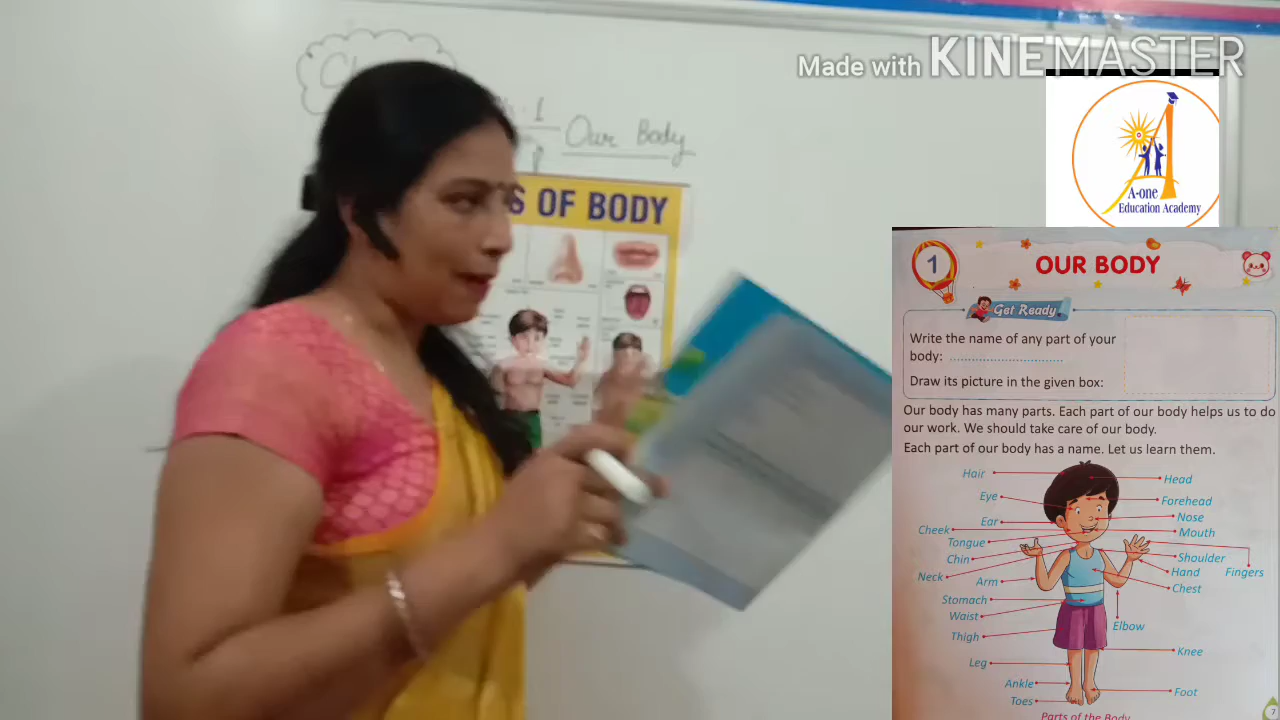 Made with KINEMASTER
1
Our Body
S OF BODY
A-one
Education Academy
1
OUR BODY
Get Ready
Write the name of any part of your
body: ................................
Draw its picture in the given box:
Our body has many parts. Each part of our body helps us to do
our work. We should take care of our body.
Each part of our body has a name. Let us learn them.
Hair
Head
Eye
Forehead
Ear
Nose
Cheek
Mouth
Tongue
Chin
Shoulder
Neck
Hand
Fingers
Arm
Chest
Stomach
Waist
Elbow
Thigh
Knee
Leg
Ankle
Foot
Toes
Parts of the Body
7